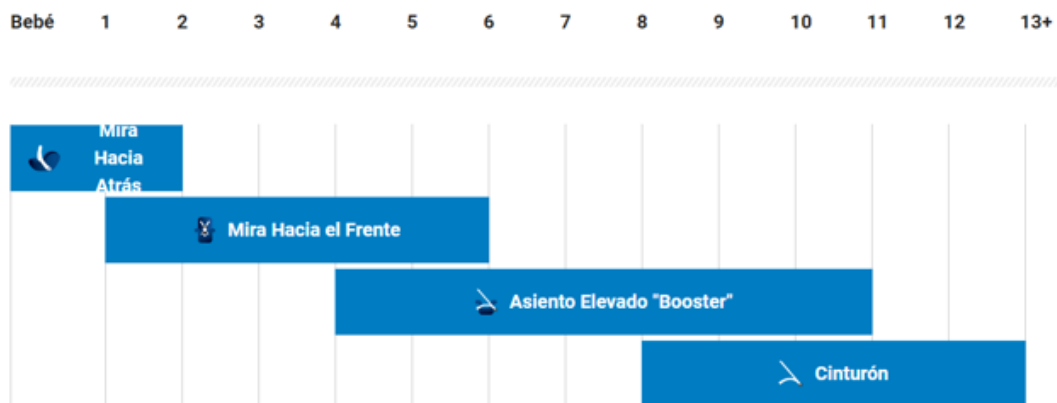 Bebé 1 2 3 4 5 6 7 8 9 10 11 12 13+
Mira
Hacia
Atrás
Mira Hacia el Frente
Asiento Elevado "Booster"
Cinturón